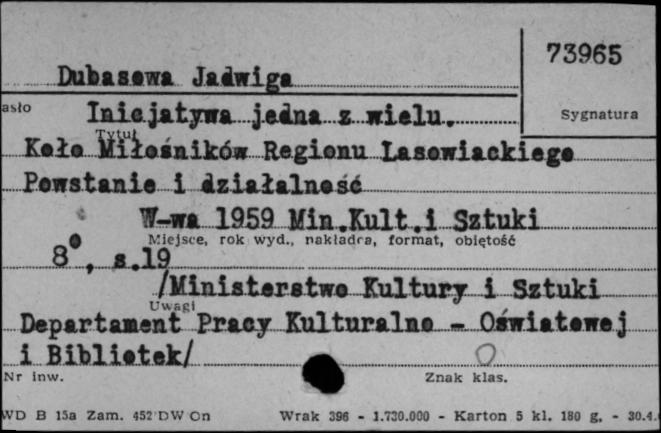 73965
Dubasowa Jadwiga
asło
Sygnatura
Inicjatywa jedna z wielu.
Tytuł
Koło Miłośników Regionu Lasowiackiego
Powstanie i działalność
W-wa 1959 Min.Kult.i Sztuki
Miejsce, rok wyd., nakładca, format, objętość
8°, s.19
/Ministerstwo Kultury i Sztuki
Uwagi
Departament Pracy Kulturalno - Oświatowej
i Bibliotek/
Nr inw.
Znak klas.
WD B 15a Zam. 452 DW On Wrak 396 - 1.730.000 - Karton 5 kl. 180 g. - 30.4.